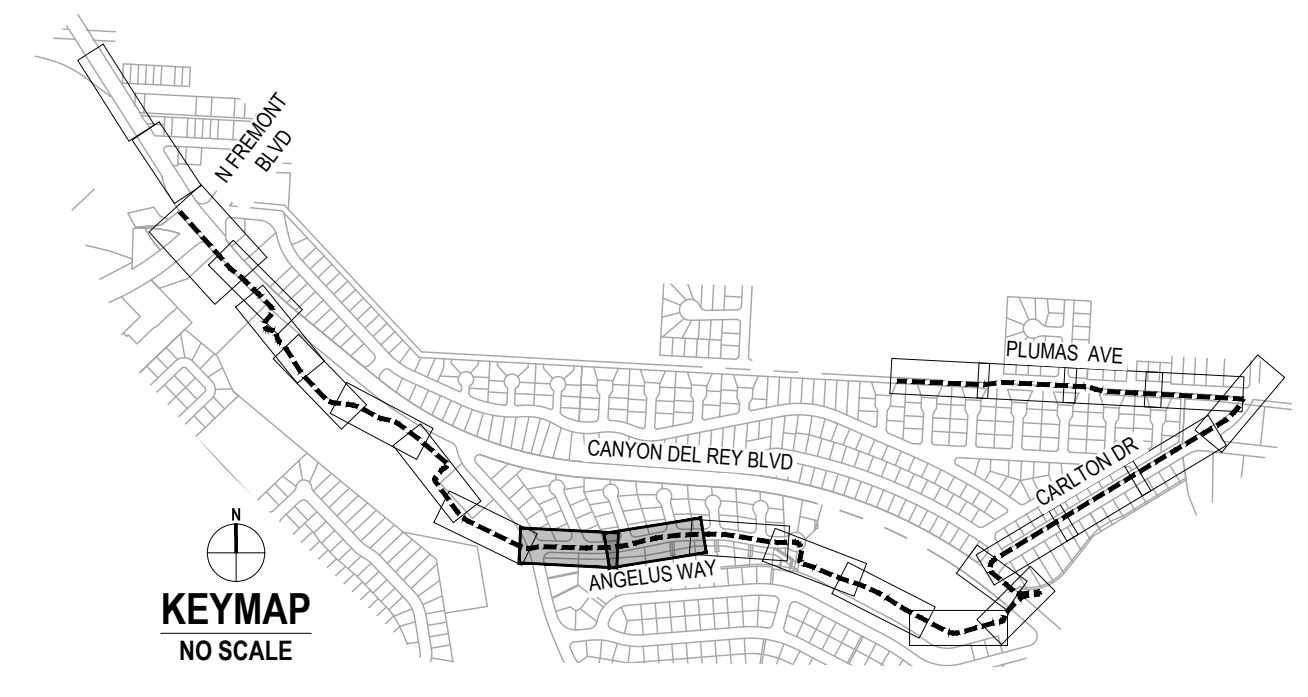 N FREMONT
BLVD
PLUMAS AVE
CANYON DEL REY BLVD
CARLTON DR
ANGELUS WAY
N
KEYMAP
NO SCALE